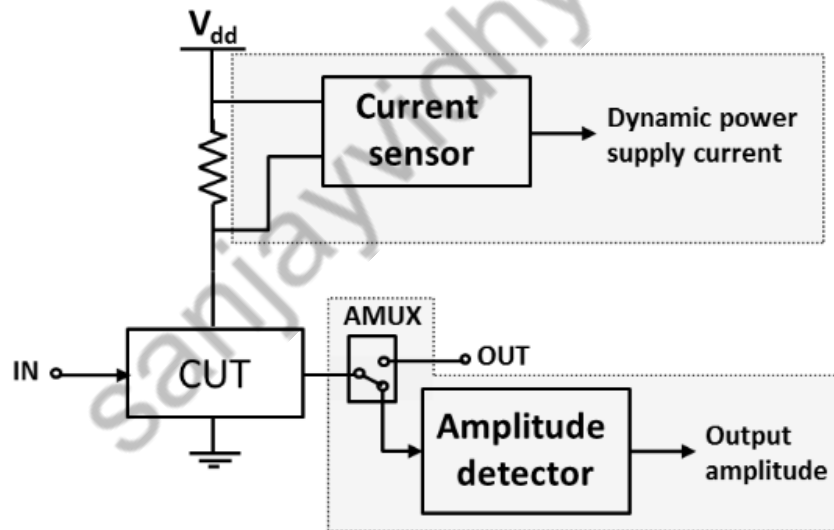 Vdd
Current
sensor
Dynamic power
supply current
AMUX
IN
CUT
OUT
Amplitude
detector
Output
amplitude
sanjayvidhy